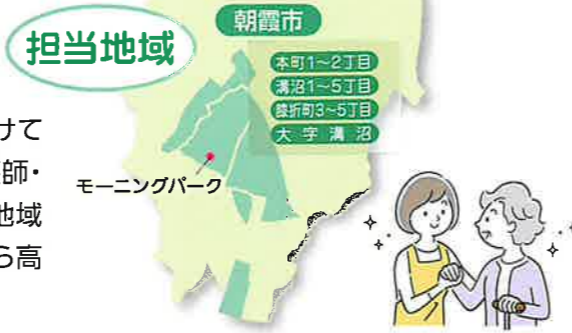 朝霞市
担当地域
本町1～2丁目
溝沼1～5丁目
膝折町3～5丁目
大字溝沼
モーニングパーク
けて
師・
地域
ら高